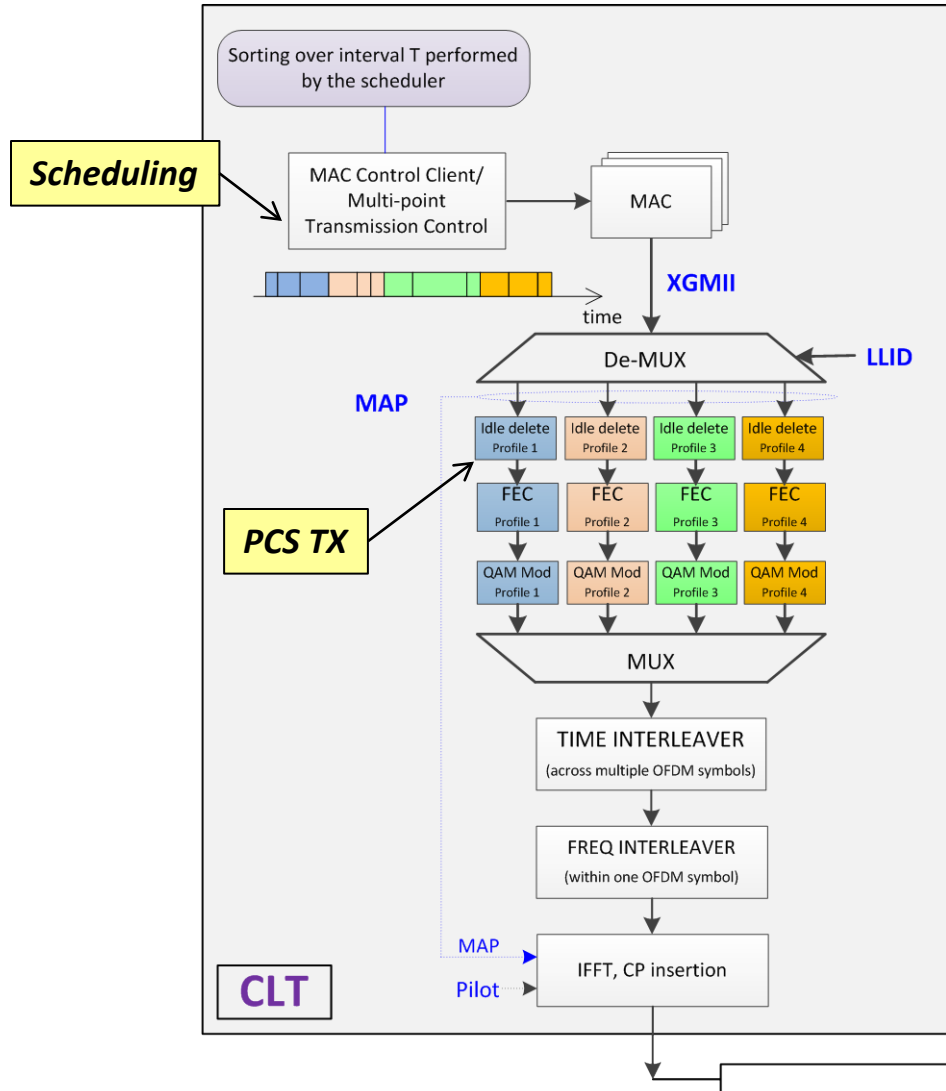 Sorting over interval T performed
by the scheduler
Scheduling
MAC Control Client/
Multi-point
Transmission Control
MAC
XGMII
time
De-MUX
LLID
MAP
Idle delete
Profile 1
Idle delete
Profile 2
Idle delete
Profile 3
Idle delete
Profile 4
FEC
Profile 1
FEC
Profile 2
FEC
Profile 3
FEC
Profile 4
PCS TX
QAM Mod
Profile 1
QAM Mod
Profile 2
QAM Mod
Profile 3
QAM Mod
Profile 4
MUX
TIME INTERLEAVER
(across multiple OFDM symbols)
FREQ INTERLEAVER
(within one OFDM symbol)
MAP
IFFT, CP insertion
Pilot
CLT